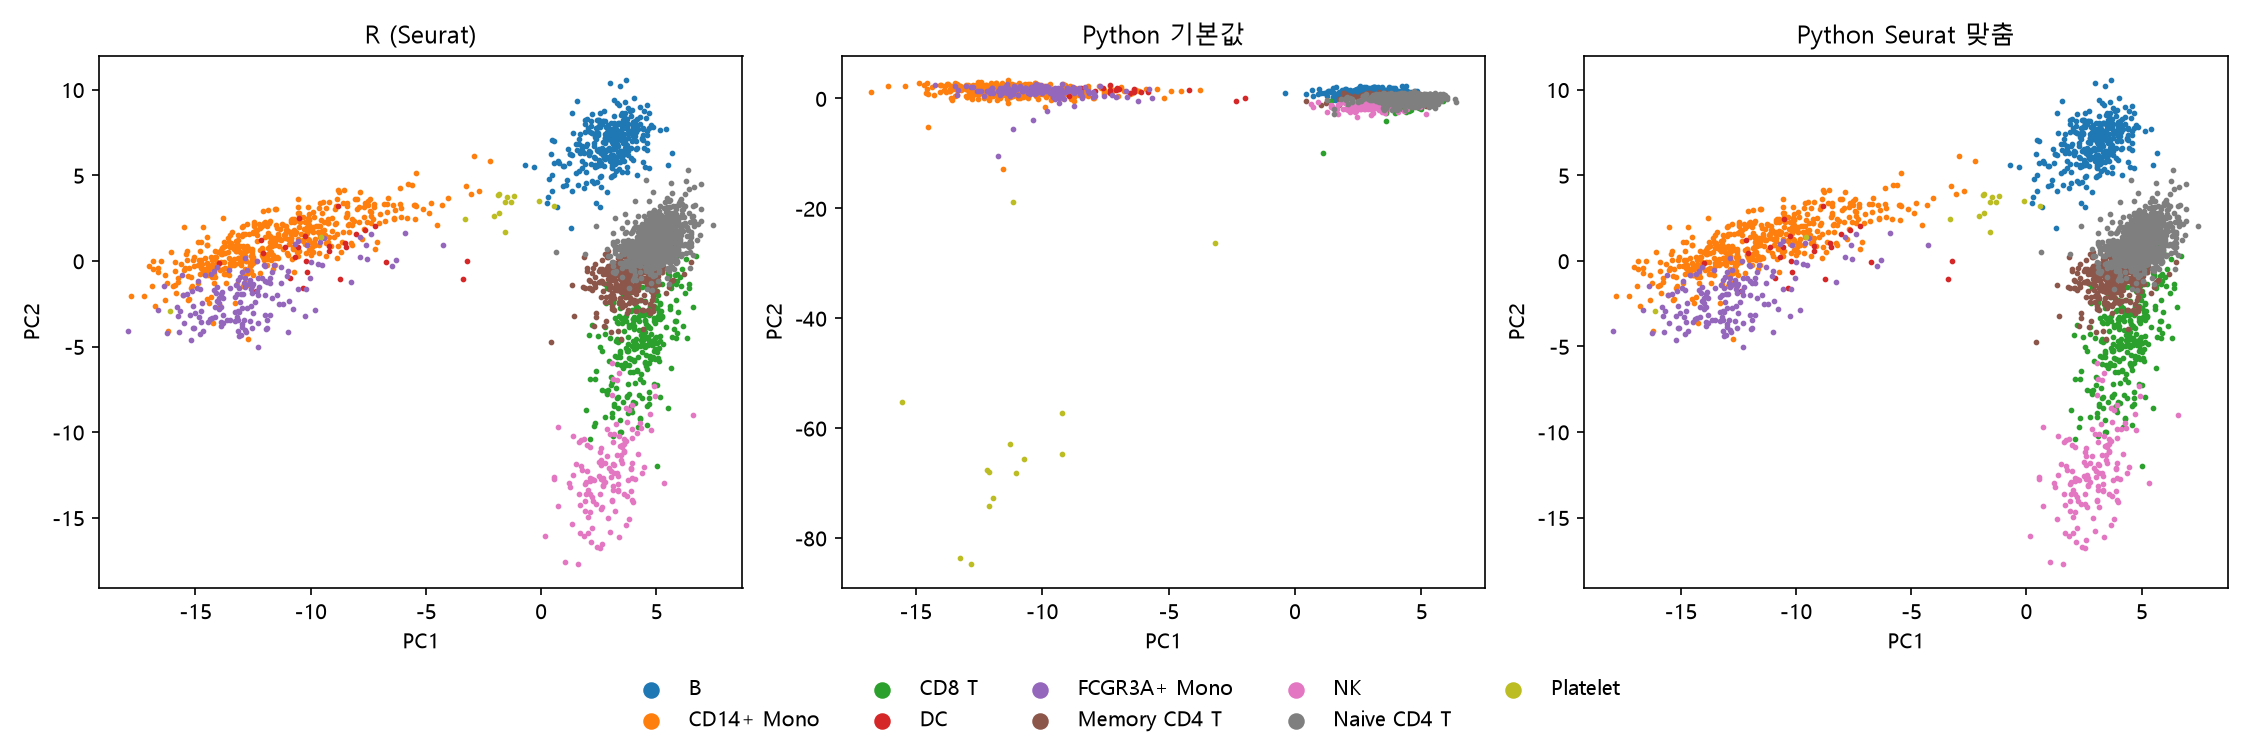 R (Seurat)
10
5
0
-5
-10
-15
PC2
-15
-10
-5
0
5
PC1
Python 기본값
0
-20
-40
-60
-80
PC2
-15
-10
-5
0
5
PC1
Python Seurat 맞춤
10
5
0
-5
-10
-15
PC2
-15
-10
-5
0
5
PC1
B
CD14+ Mono
CD8 T
DC
FCGR3A+ Mono
Memory CD4 T
NK
Naive CD4 T
Platelet